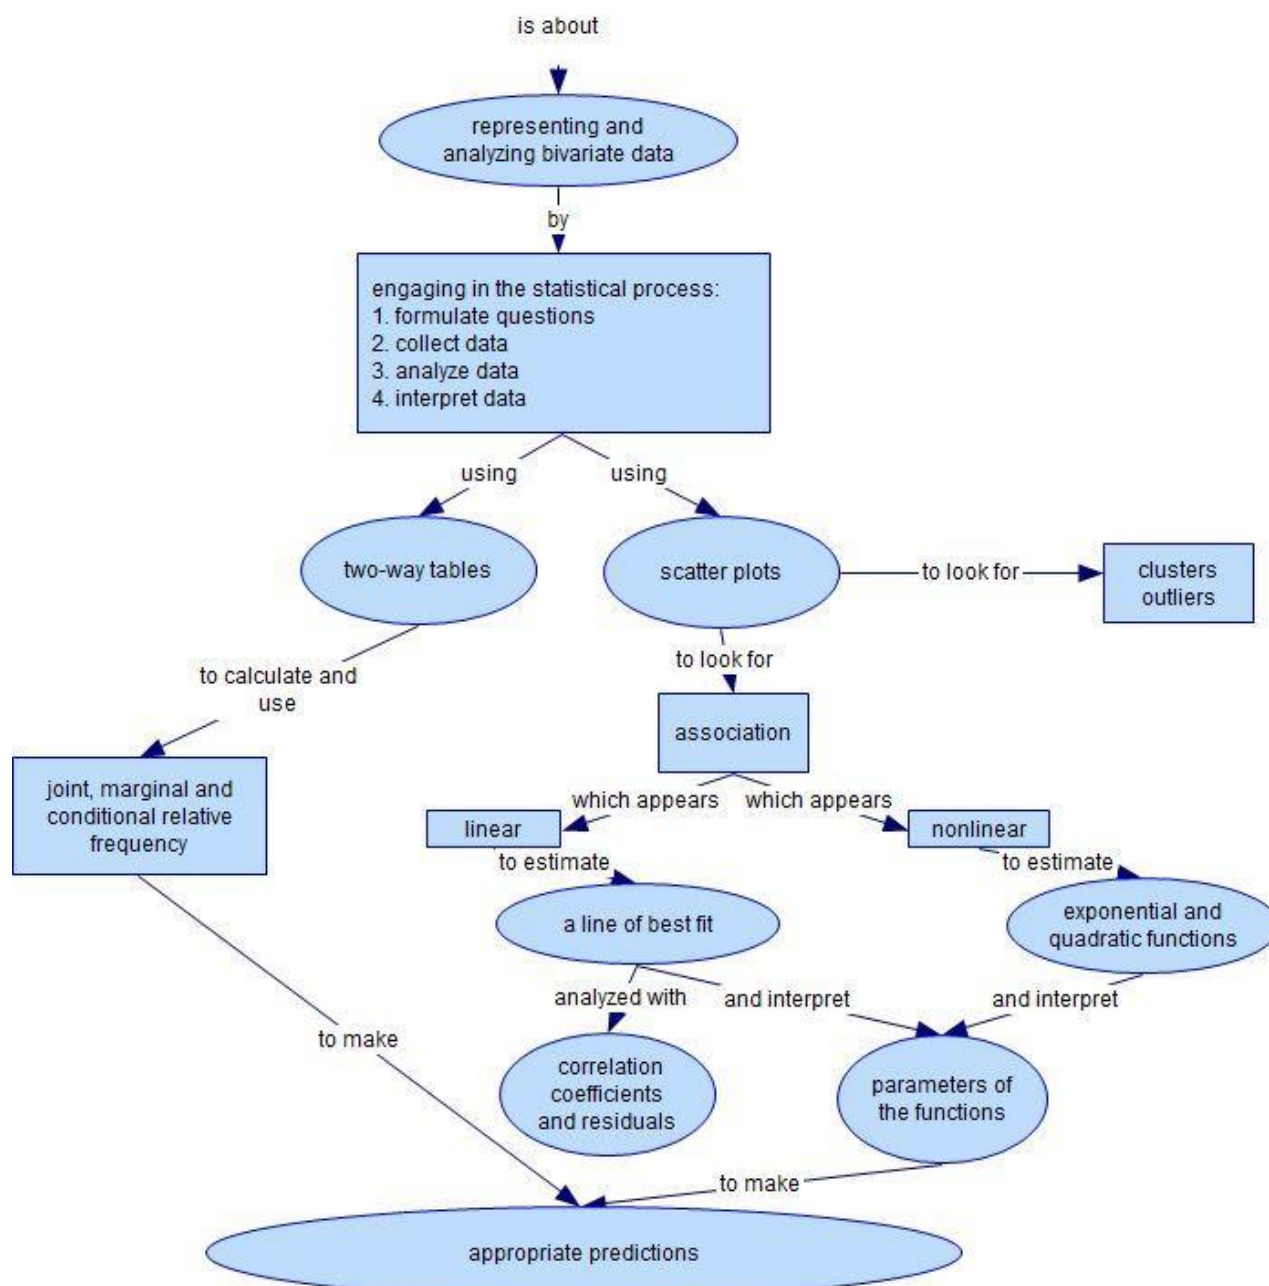 is about
representing and
analyzing bivariate data
by
engaging in the statistical process:
1. formulate questions
2. collect data
3. analyze data
4. interpret data
using
using
two-way tables
scatter plots
to look for
clusters
outliers
to calculate and
use
to look for
joint, marginal and
conditional relative
frequency
association
which appears
which appears
linear
nonlinear
to estimate
to estimate
a line of best fit
exponential and
quadratic functions
analyzed with
and interpret
and interpret
to make
correlation
coefficients
and residuals
parameters of
the functions
to make
appropriate predictions